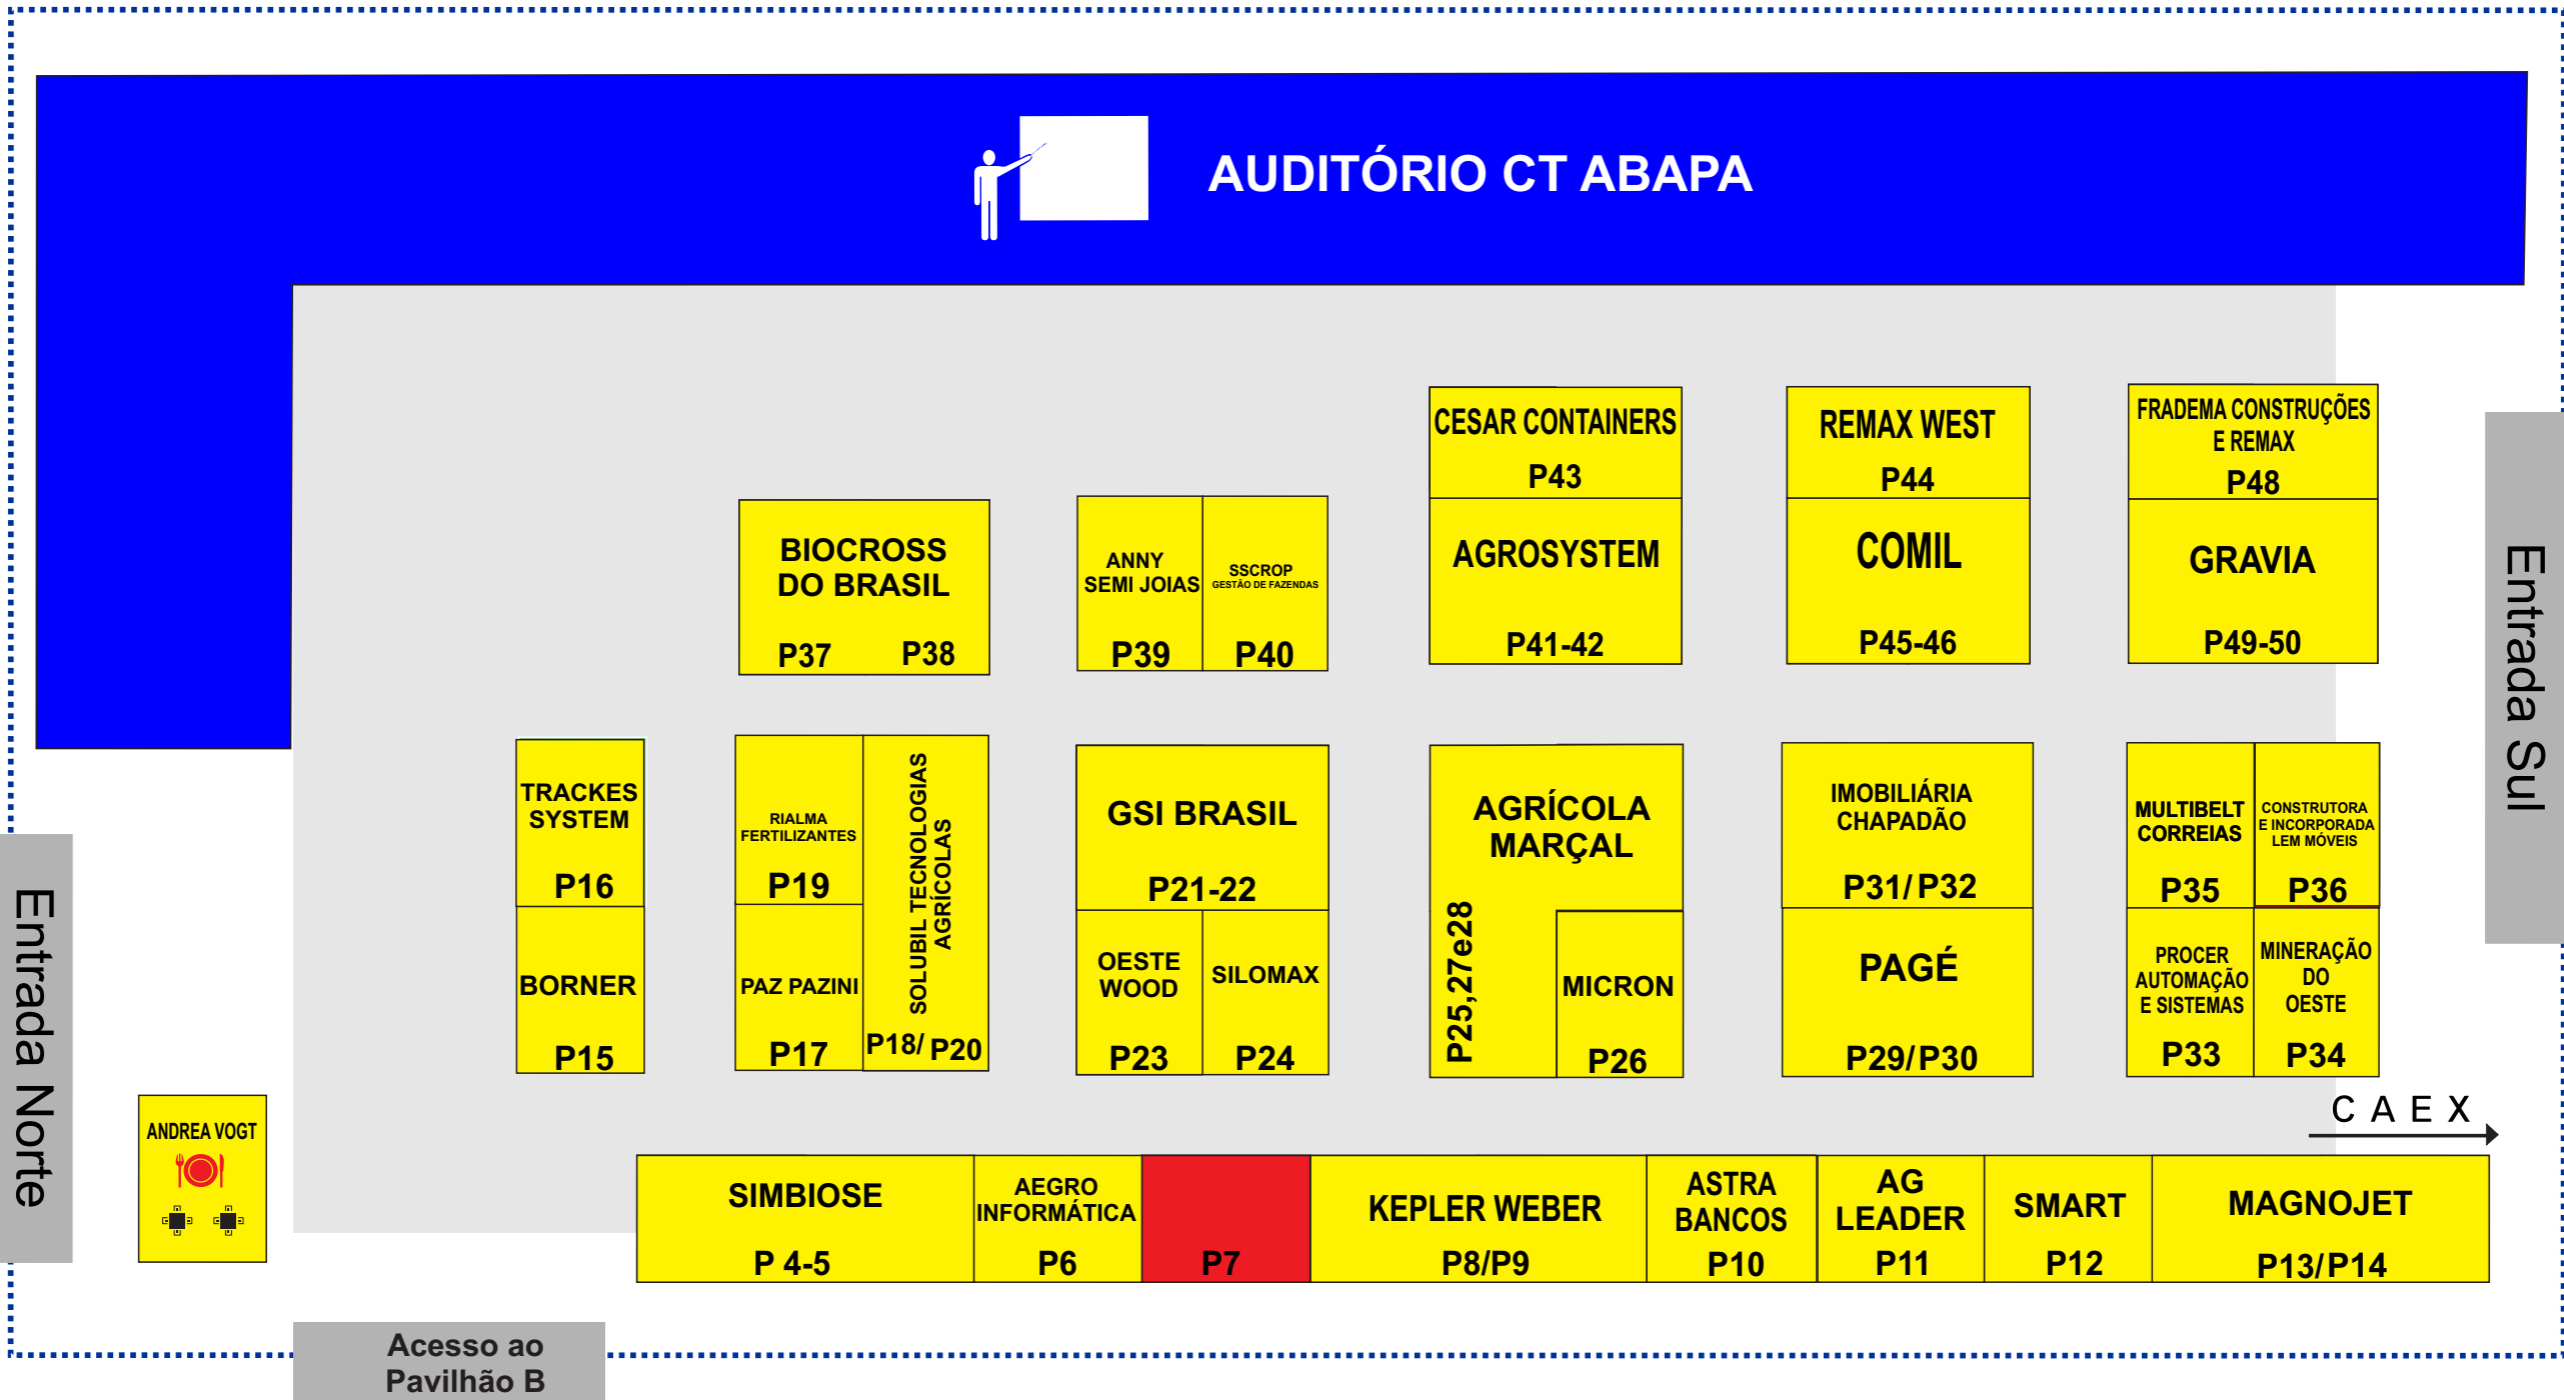 AUDITÓRIO CT ABAPA
CESAR CONTAINERS
P43
REMAX WEST
P44
FRADEMA CONSTRUÇÕES
E REMAX
P48
BIOCROSS
DO BRASIL
P37 P38
ANNY
SEMI JOIAS
P39
SSCROP
GESTÃO DE FAZENDAS
P40
AGROSYSTEM
P41-42
COMIL
P45-46
GRAVIA
P49-50
Entrada Sul
TRACKES
SYSTEM
P16
RIALMA
FERTILIZANTES
P19
SOLUBIL TECNOLOGIAS
AGRÍCOLAS
P18/ P20
GSI BRASIL
P21-22
AGRÍCOLA
MARÇAL
P25,27e28
IMOBILIÁRIA
CHAPADÃO
P31/ P32
MULTIBELT
CORREIAS
P35
CONSTRUTORA
E INCORPORADA
LEM MÓVEIS
P36
Entrada Norte
BORNER
P15
PAZ PAZINI
P17
OESTE
WOOD
P23
SILOMAX
P24
MICRON
P26
PAGÉ
P29/P30
PROCER
AUTOMAÇÃO
E SISTEMAS
P33
MINERAÇÃO
DO
OESTE
P34
CAEX
ANDREA VOGT
SIMBIOSE
P 4-5
AEGRO
INFORMÁTICA
P6
P7
KEPLER WEBER
P8/P9
ASTRA
BANCOS
P10
AG
LEADER
P11
SMART
P12
MAGNOJET
P13/P14
Acesso ao
Pavilhão B